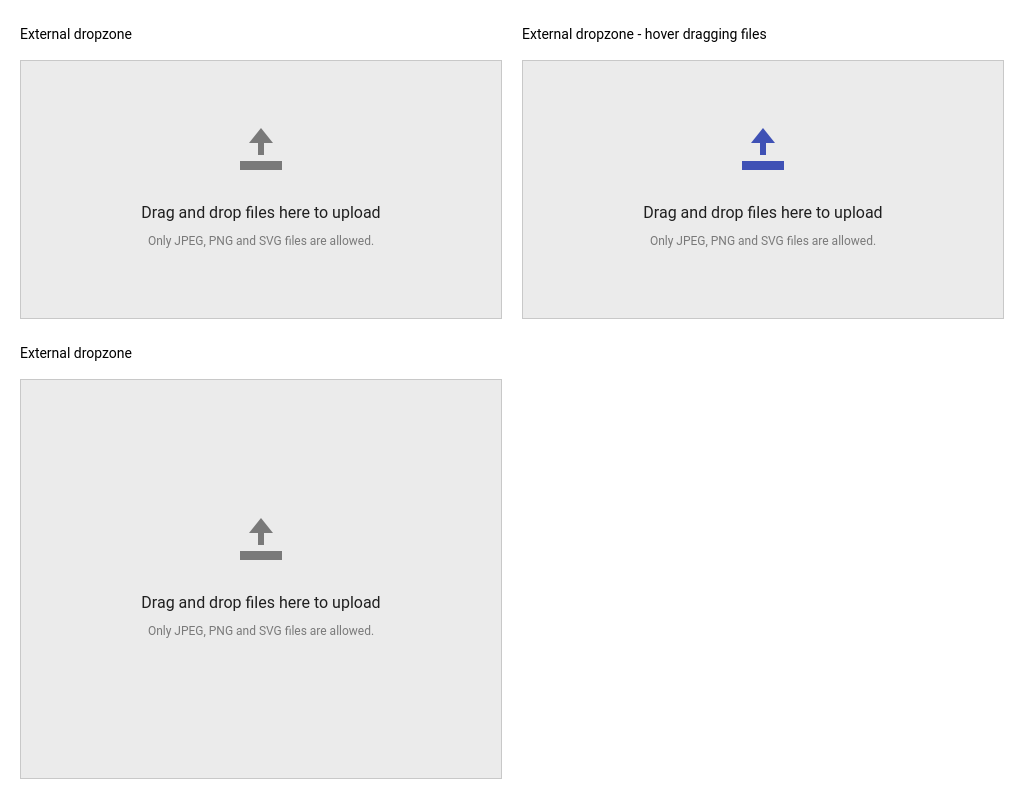 External dropzone
Drag and drop files here to upload
Only JPEG, PNG and SVG files are allowed.
External dropzone - hover dragging files
Drag and drop files here to upload
Only JPEG, PNG and SVG files are allowed.
External dropzone
Drag and drop files here to upload
Only JPEG, PNG and SVG files are allowed.